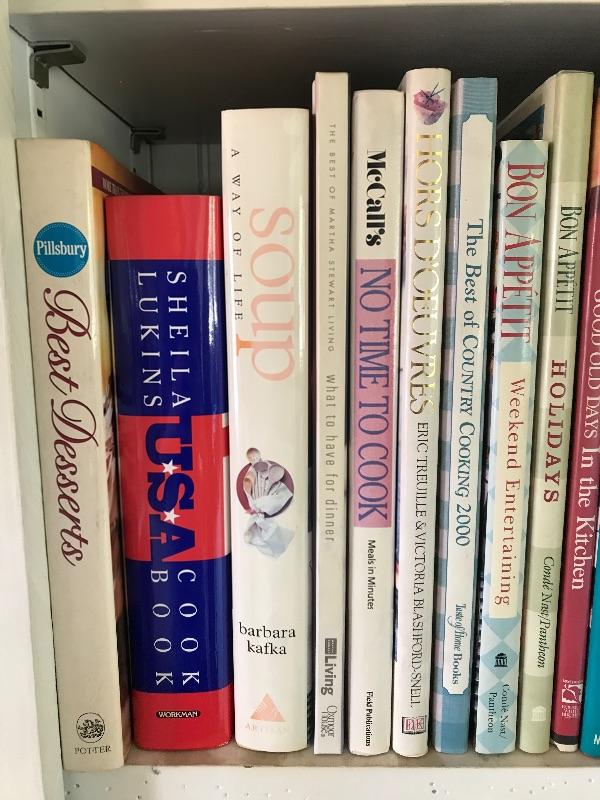 Pillsbury
Best Desserts
POTTER
SHEILA
LUKINS
USA
COOK
BOOK
WORKMAN
soup
A WAY OF LIFE
barbara
kafka
ARTISAN
THE BEST OF MARTHA STEWART LIVING
what to have for dinner
Living
McCall's
NO TIME TO COOK
Meals in Minutes
Field Publications
HORS D'OEUVRES
ERIC TREUILLE & VICTORIA BLASHFORD-SNELL
DK
The Best of COUNTRY COOKING 2000
Taste of Home Books
BON APPÉTIT
Weekend Entertaining
Condé Nast/
Pantheon
BON APPÉTIT
HOLIDAYS
Condé Nast/Pantheon
GOOD OLD DAYS In the Kitchen